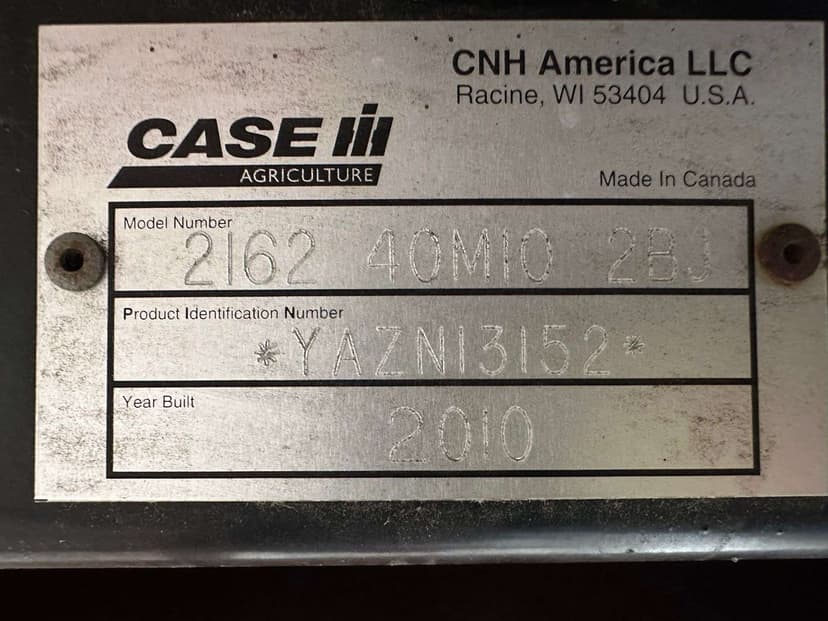 CNH America LLC
Racine, WI 53404 U.S.A.
CASE IH
AGRICULTURE
Made In Canada
Model Number
2162 40M10 2BJ
Product Identification Number
*YAZN13152*
Year Built
2010